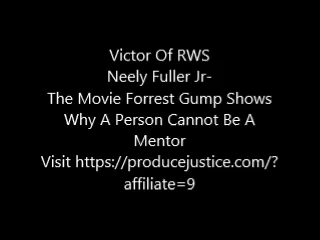 Victor Of RWS
Neely Fuller Jr-
The Movie Forrest Gump Shows
Why A Person Cannot Be A
Mentor
Visit https://producejustice.com/?
affiliate=9